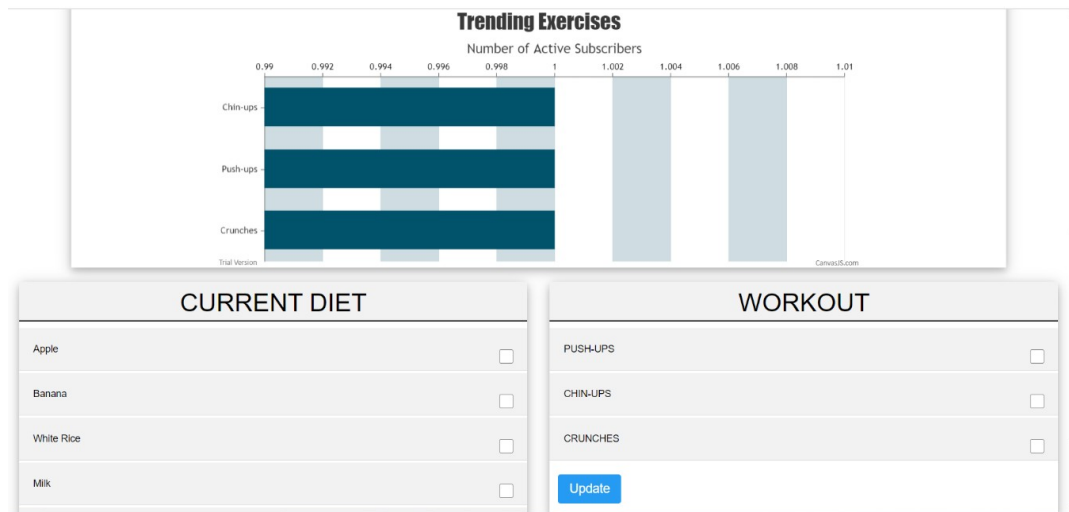 Trending Exercises
Number of Active Subscribers
0.99 0.992 0.994 0.996 0.998 1 1.002 1.004 1.006 1.008 1.01
Chin-ups
Push-ups
Crunches
Trial Version
CanvasJS.com
CURRENT DIET
Apple
Banana
White Rice
Milk
WORKOUT
PUSH-UPS
CHIN-UPS
CRUNCHES
Update